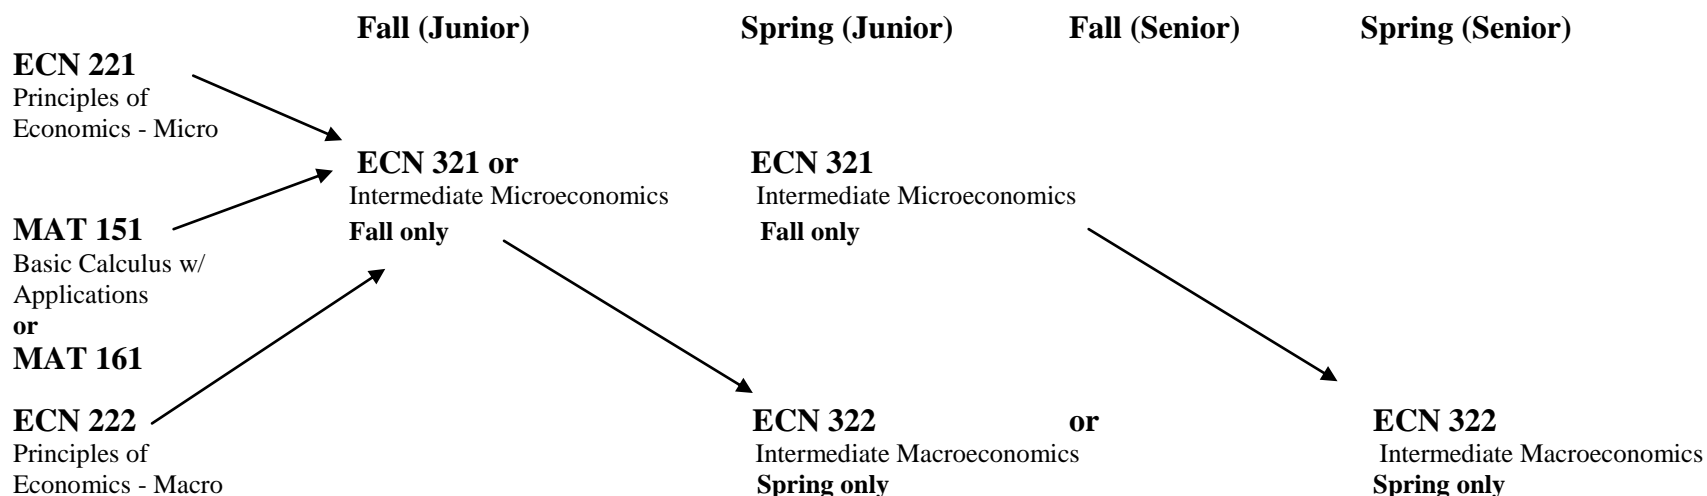 Fall (Junior) Spring (Junior) Fall (Senior) Spring (Senior)
ECN 221
Principles of
Economics - Micro
ECN 321 or ECN 321
Intermediate Microeconomics Intermediate Microeconomics
MAT 151 Fall only Fall only
Basic Calculus w/
Applications
or
MAT 161
ECN 222 ECN 322 or ECN 322
Principles of Intermediate Macroeconomics Intermediate Macroeconomics
Economics - Macro Spring only Spring only